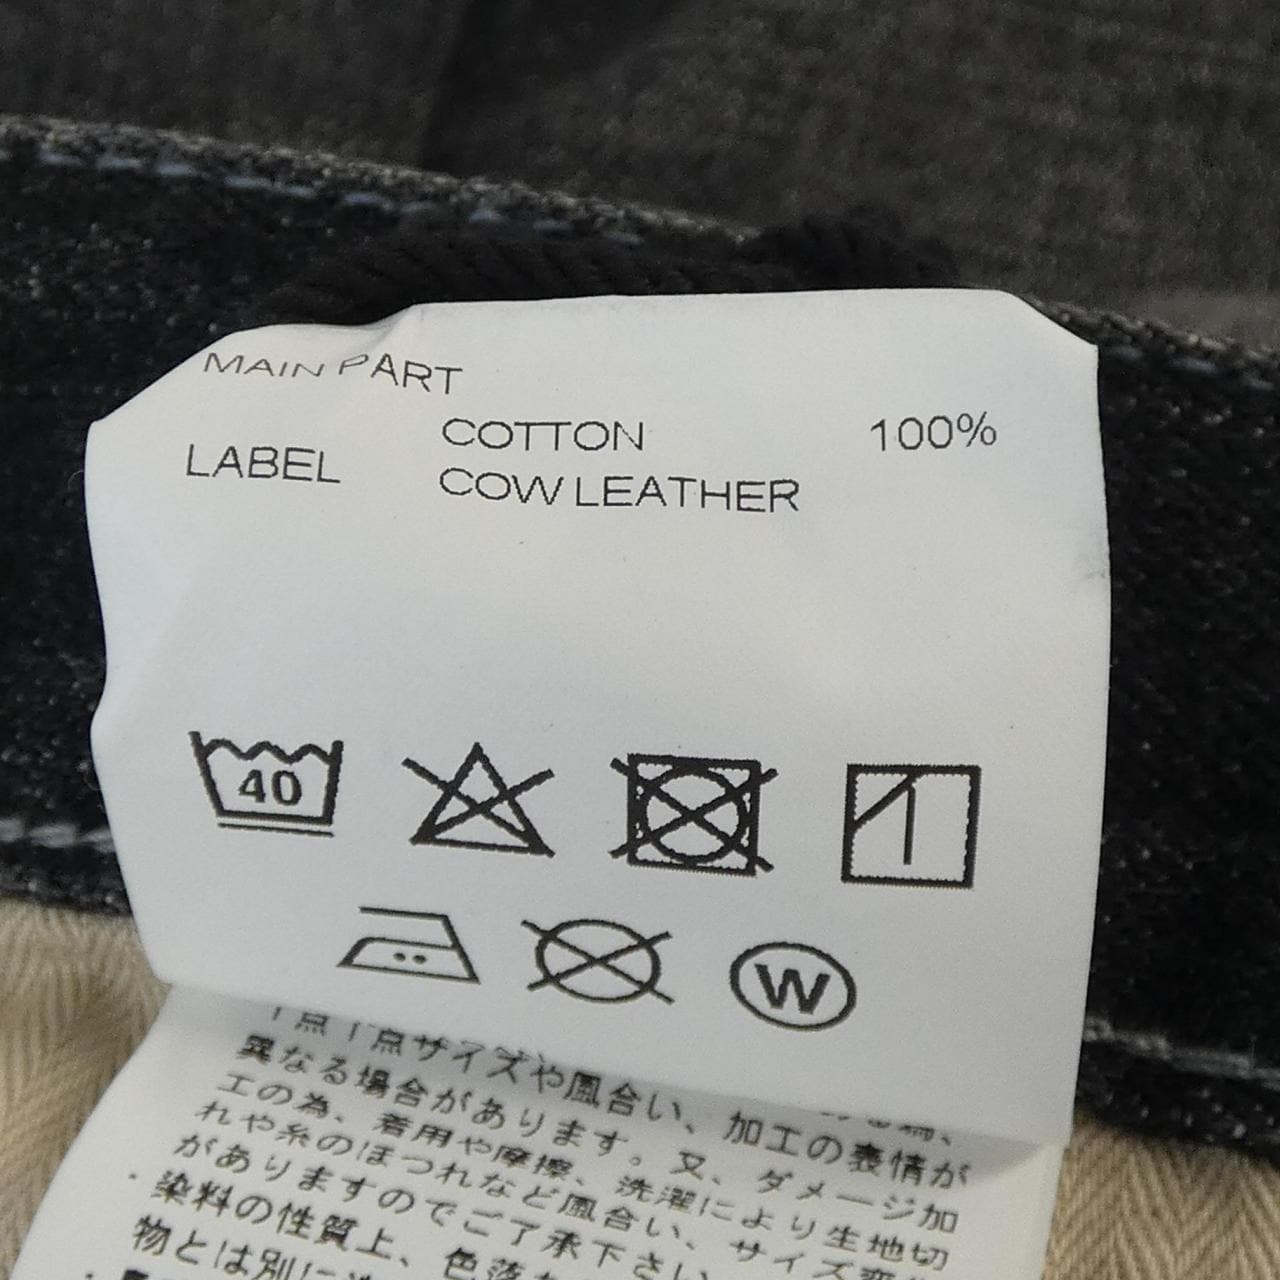 MAIN PART
COTTON 100%
LABEL COW LEATHER
40
W
1点1点サイズや風合い、加工の表情が
異なる場合があります。又、ダメージ加
工の為、着用や摩擦、洗濯により生地切
れや糸のほつれなど風合い、サイズ変
がありますのでご了承下さい
・染料の性質上、色落
物とは別に洗